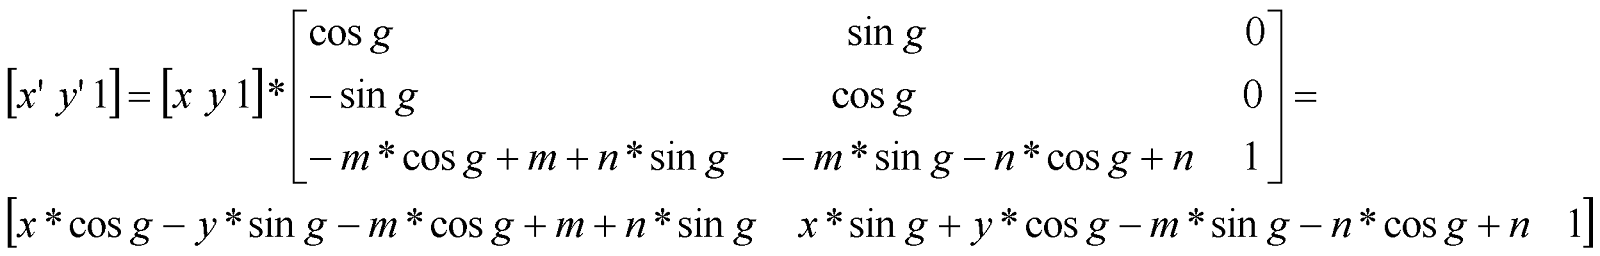 [x' y' 1] = [x y 1] * [cos g sin g 0
− sin g cos g 0
− m * cos g + m + n * sin g − m * sin g − n * cos g + n 1] =
[x * cos g − y * sin g − m * cos g + m + n * sin g x * sin g + y * cos g − m * sin g − n * cos g + n 1]